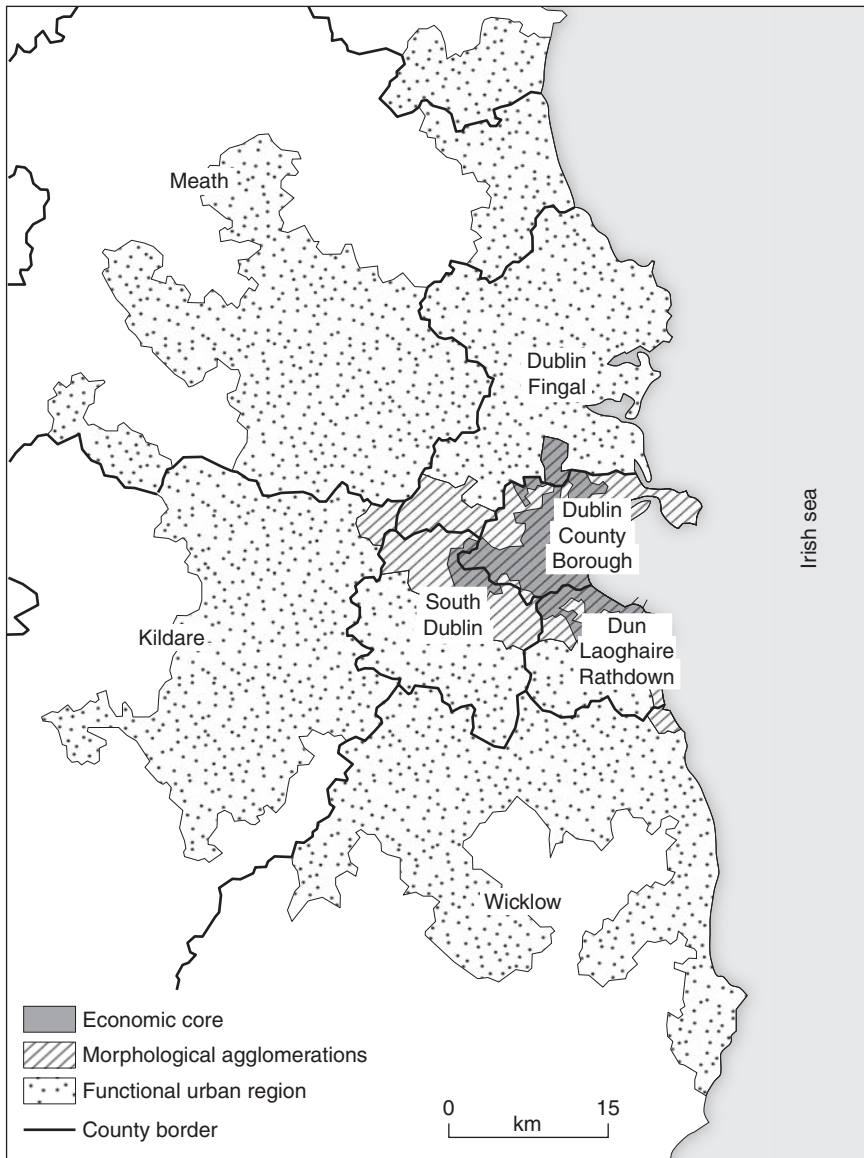 Meath
Dublin
Fingal
Dublin
County
Borough
Irish sea
South
Dublin
Kildare
Dun
Laoghaire
Rathdown
Wicklow
Economic core
Morphological agglomerations
Functional urban region
County border
0 15
km